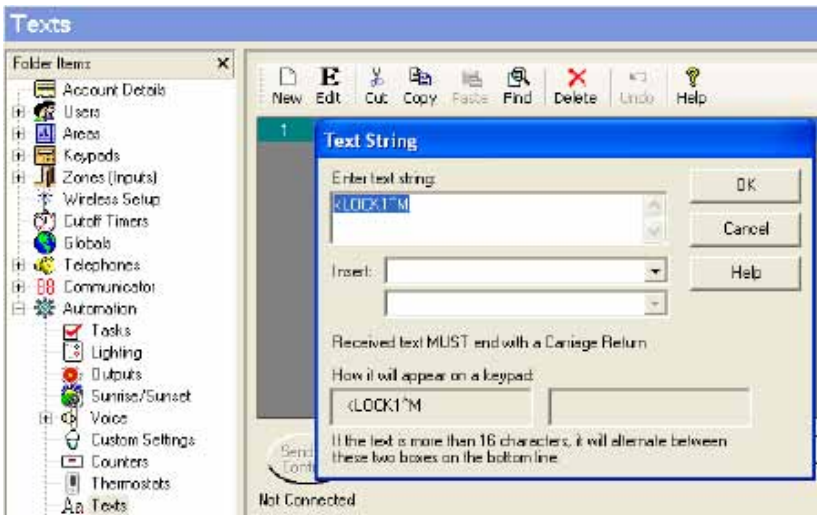 Texts
Folder Items
Account Details
Users
Areas
Keypads
Zones (Inputs)
Wireless Setup
Cutoff Timers
Globals
Telephones
Communicator
Automation
Tasks
Lighting
Outputs
Sunrise/Sunset
Voice
Custom Settings
Counters
Thermostats
Aa Texts
New Edit Cut Copy Paste Find Delete Undo Help
1
Text String
Enter text string:
<LOCK1^M
OK
Cancel
Help
Insert:
Received text MUST end with a Carriage Return
How it will appear on a keypad:
<LOCK1^M
If the text is more than 16 characters, it will alternate between
these two boxes on the bottom line
Send
Not Connected